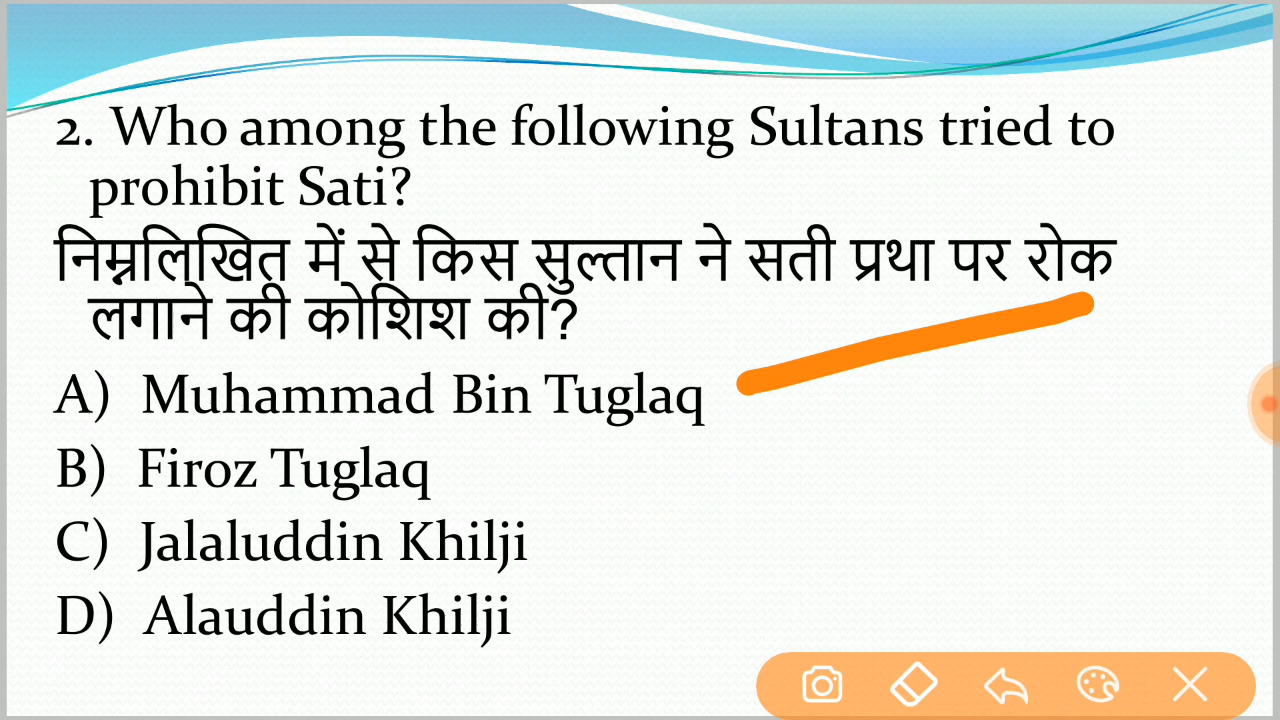 2. Who among the following Sultans tried to
prohibit Sati?
निम्नलिखित में से किस सुल्तान ने सती प्रथा पर रोक
लगाने की कोशिश की?
A) Muhammad Bin Tuglaq
B) Firoz Tuglaq
C) Jalaluddin Khilji
D) Alauddin Khilji